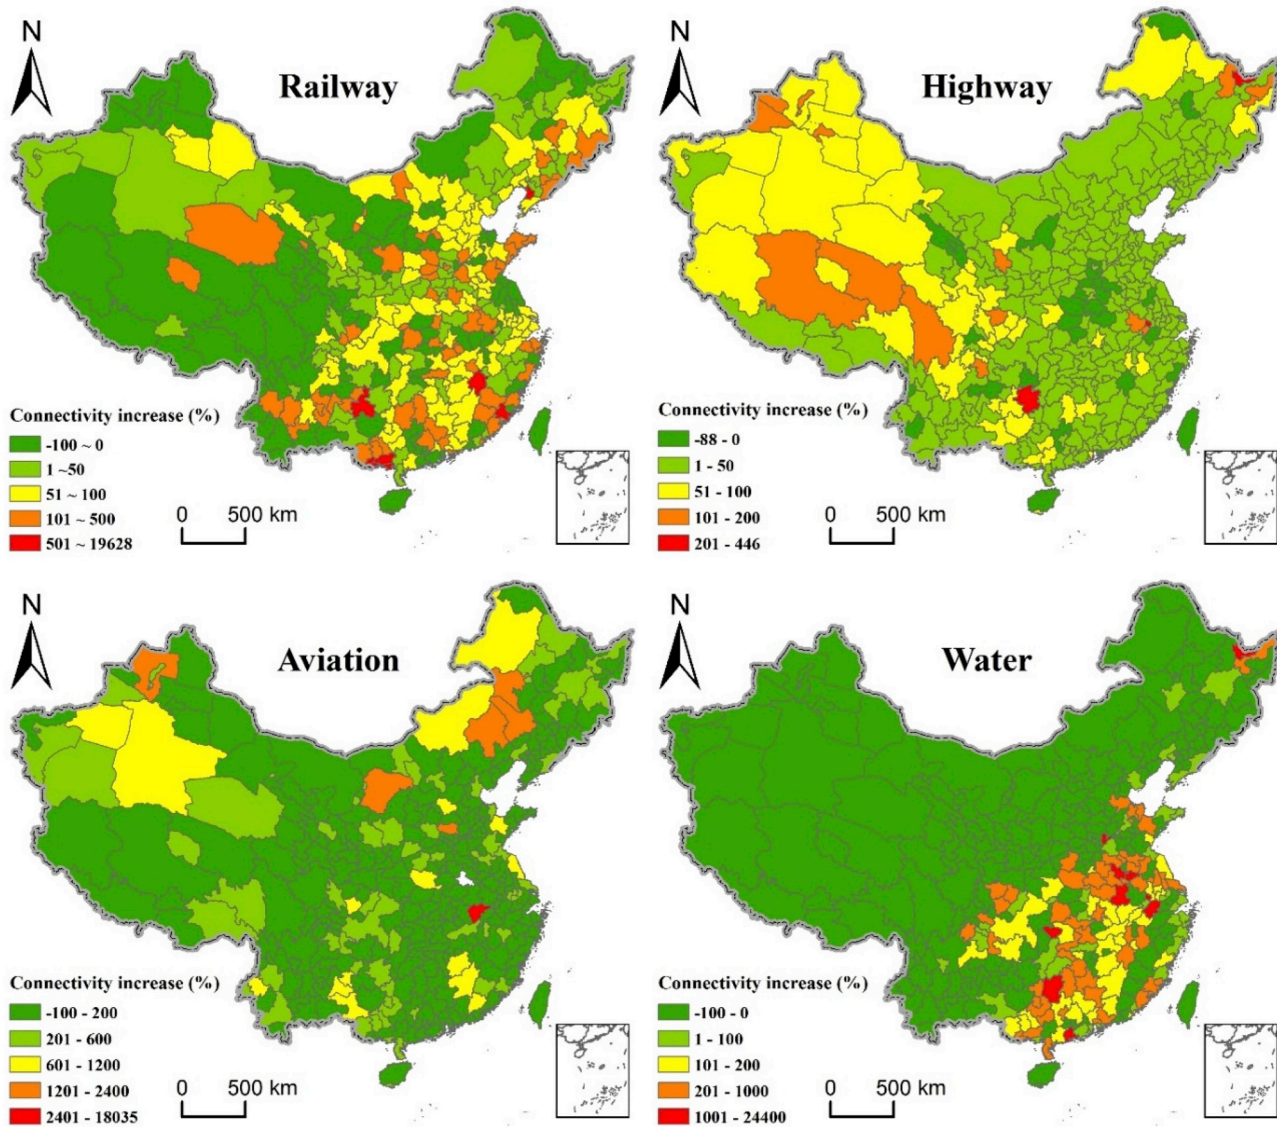 N
Railway
Connectivity increase (%)
-100 ~ 0
1 ~50
51 ~ 100
101 ~ 500
501 ~ 19628
0 500 km
N
Highway
Connectivity increase (%)
-88 - 0
1 - 50
51 - 100
101 - 200
201 - 446
0 500 km
N
Aviation
Connectivity increase (%)
-100 - 200
201 - 600
601 - 1200
1201 - 2400
2401 - 18035
0 500 km
N
Water
Connectivity increase (%)
-100 - 0
1 - 100
101 - 200
201 - 1000
1001 - 24400
0 500 km